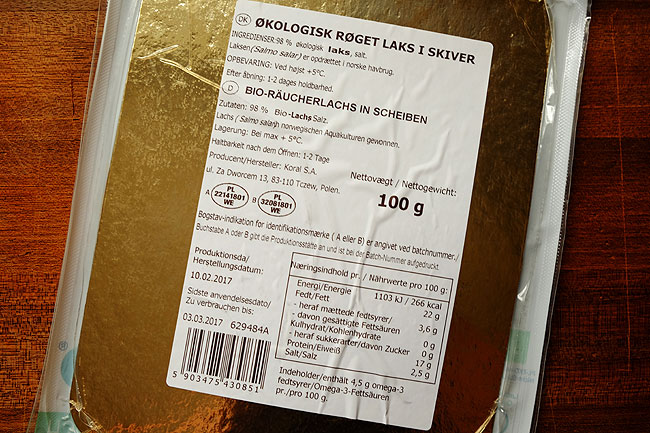 DK
ØKOLOGISK RØGET LAKS I SKIVER
INGREDIENSER: 98 % økologisk laks, salt.
Laksen (Salmo salar) er opdrættet i norske havbrug.
OPBEVARING: Ved højst +5°C.
Efter åbning: 1-2 dages holdbarhed.
D
BIO-RÄUCHERLACHS IN SCHEIBEN
Zutaten: 98 % Bio-Lachs Salz.
Lachs (Salmo salar) norwegischen Aquakulturen gewonnen.
Lagerung: Bei max + 5°C.
Haltbarkeit nach dem Öffnen: 1-2 Tage
Producent/Hersteller: Koral S.A.
ul. Za Dworcem 13, 83-110 Tczew, Polen.
Nettovægt / Nettogewicht:
100 g
A PL 22141801 WE B PL 32081801 WE
Bogstav-indikation for identifikationsmærke ( A eller B) er angivet ved batchnummer./
Buchstabe A oder B gibt die Produktionsstätte an und ist bei der Batch-Nummer aufgedruckt.
Produktionsda/
Herstellungsdatum:
10.02.2017
Sidste anvendelsesdato/
Zu verbrauchen bis:
03.03.2017 629484A
5 903475 430851
Næringsindhold pr. / Nährwerte pro 100 g:
Energi/Energie 1103 kJ / 266 kcal
Fedt/Fett 22 g
- heraf mættede fedtsyrer/
- davon gesättigte Fettsäuren 3,6 g
Kulhydrat/Kohlenhydrate 0 g
- heraf sukkerarter/davon Zucker 0 g
Protein/Eiweiß 17 g
Salt/Salz 2,5 g
Indeholder/enthält 4,5 g omega-3
fedtsyrer/Omega-3-Fettsäuren
pr./pro 100 g.